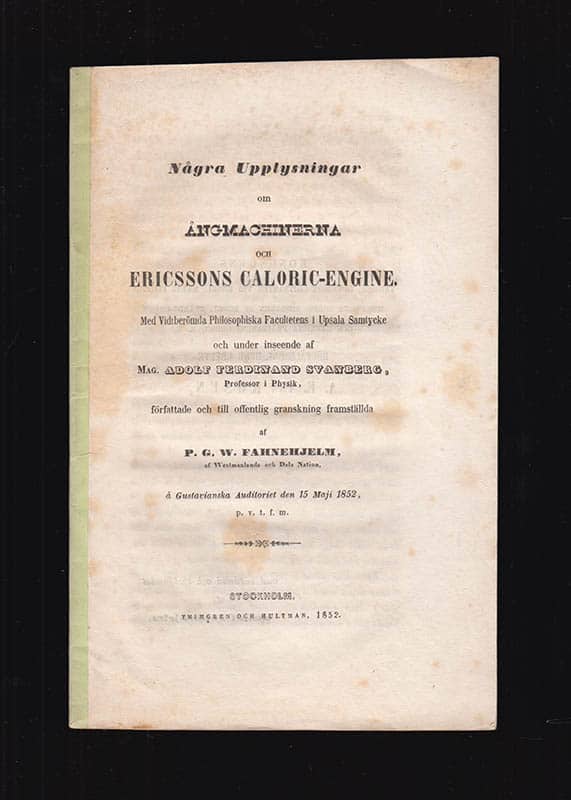 Några Upplysningar
om
ÅNGMACHINERNA
OCH
ERICSSONS CALORIC-ENGINE.
Med Vidtberömda Philosophiska Facultetens i Upsala Samtycke
och under inseende af
MAG. ADOLF FERDINAND SVANBERG,
Professor i Physik,
författade och till offentlig granskning framställda
af
P. G. W. FAHNEHJELM,
af Westmanlands och Dala Nation,
å Gustavianska Auditoriet den 15 Maji 1852,
p. v. t. f. m.
STOCKHOLM.
THIMGREN OCH HULTMAN, 1852.